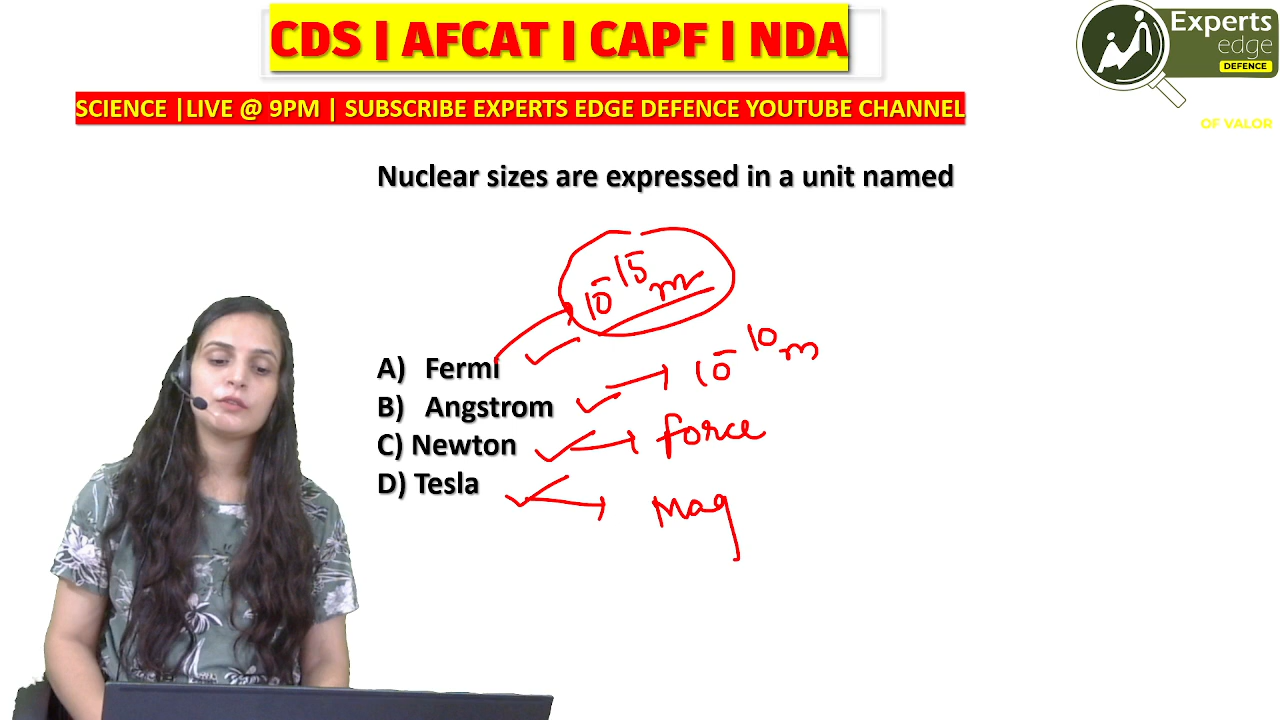 CDS | AFCAT | CAPF | NDA
Experts
edge
DEFENCE
SCIENCE |LIVE @ 9PM | SUBSCRIBE EXPERTS EDGE DEFENCE YOUTUBE CHANNEL
OF VALOR
Nuclear sizes are expressed in a unit named
10⁻¹⁵ m
A) Fermi
10⁻¹⁰ m
B) Angstrom
force
C) Newton
D) Tesla
Mag